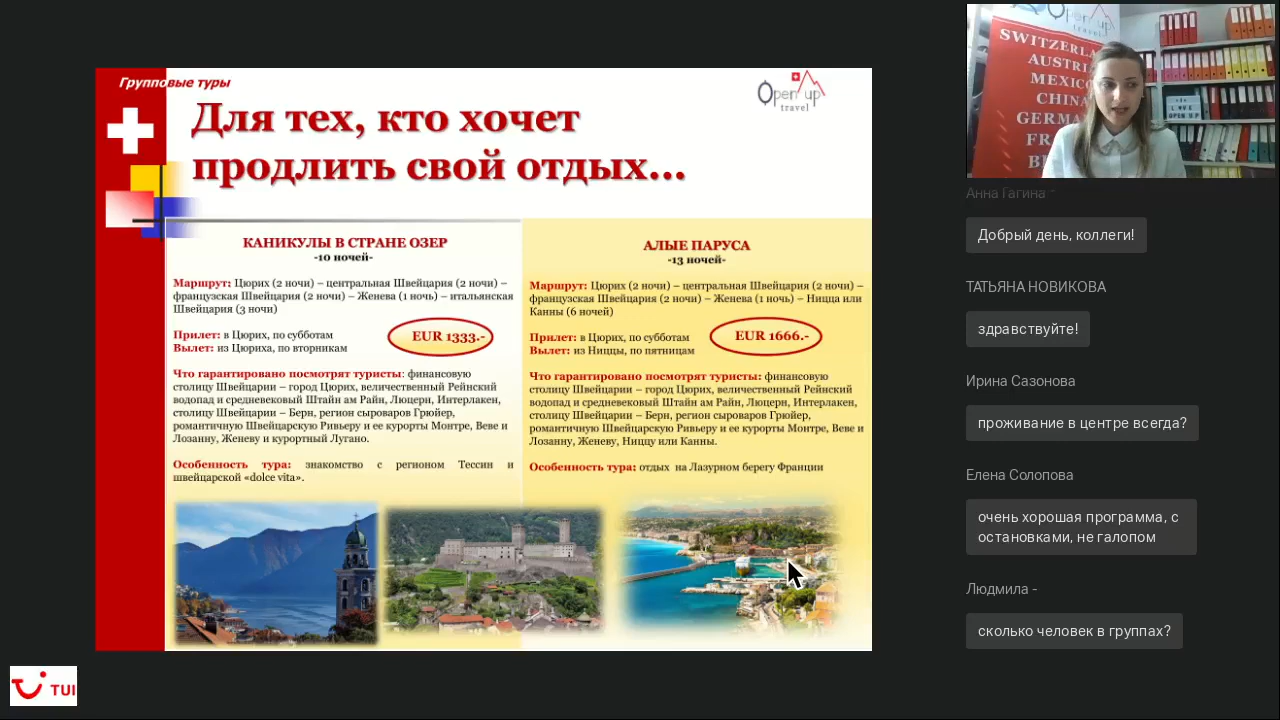 Групповые туры
Open up
travel
Для тех, кто хочет
продлить свой отдых...
КАНИКУЛЫ В СТРАНЕ ОЗЕР
-10 ночей-
Маршрут: Цюрих (2 ночи) – центральная Швейцария (2 ночи) –
французская Швейцария (2 ночи) – Женева (1 ночь) – итальянская
Швейцария (3 ночи)
Прилет: в Цюрих, по субботам
Вылет: из Цюриха, по вторникам
EUR 1333.-
Что гарантировано посмотрят туристы: финансовую
столицу Швейцарии – город Цюрих, величественный Рейнский
водопад и средневековый Штайн ам Райн, Люцерн, Интерлакен,
столицу Швейцарии – Берн, регион сыроваров Грюйер,
романтичную Швейцарскую Ривьеру и ее курорты Монтре, Веве и
Лозанну, Женеву и курортный Лугано.
Особенность тура: знакомство с регионом Тессин и
швейцарской «dolce vita».
АЛЫЕ ПАРУСА
-13 ночей-
Маршрут: Цюрих (2 ночи) – центральная Швейцария (2 ночи) –
французская Швейцария (2 ночи) – Женева (1 ночь) – Ницца или
Канны (6 ночей)
Прилет: в Цюрих, по субботам
Вылет: из Ниццы, по пятницам
EUR 1666.-
Что гарантировано посмотрят туристы: финансовую
столицу Швейцарии – город Цюрих, величественный Рейнский
водопад и средневековый Штайн ам Райн, Люцерн, Интерлакен,
столицу Швейцарии – Берн, регион сыроваров Грюйер,
романтичную Швейцарскую Ривьеру и ее курорты Монтре, Веве и
Лозанну, Женеву, Ниццу или Канны.
Особенность тура: отдых на Лазурном берегу Франции
TUI
SWITZERLA
AUSTRI
MEXIC
CHINA
GERMA
FR
LOVE
OPEN UP
Анна Гагина -
Добрый день, коллеги!
ТАТЬЯНА НОВИКОВА
здравствуйте!
Ирина Сазонова
проживание в центре всегда?
Елена Солопова
очень хорошая программа, с
остановками, не галопом
Людмила -
сколько человек в группах?